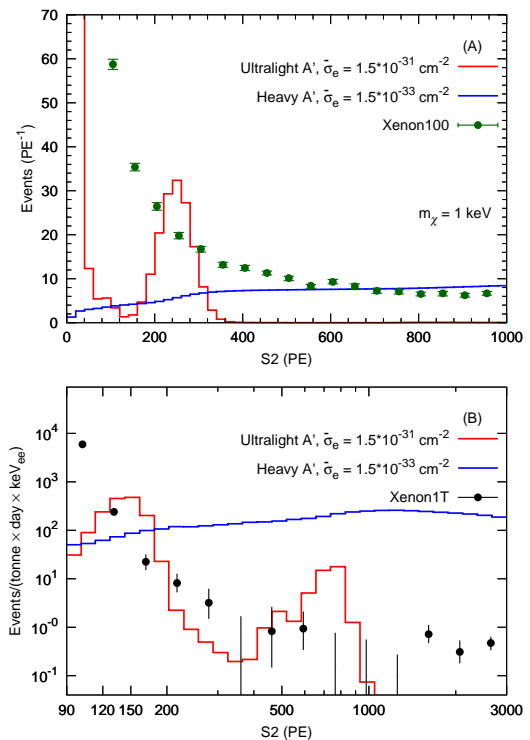 (A)
Ultralight A', σ̄ₑ = 1.5*10⁻³¹ cm⁻²
Heavy A', σ̄ₑ = 1.5*10⁻³³ cm⁻²
Xenon100
mχ = 1 keV
Events (PE⁻¹)
70
60
50
40
30
20
10
0
0 200 400 600 800 1000
S2 (PE)
(B)
Ultralight A', σ̄ₑ = 1.5*10⁻³¹ cm⁻²
Heavy A', σ̄ₑ = 1.5*10⁻³³ cm⁻²
Xenon1T
Events/(tonne × day × keVₑₑ)
10⁴
10³
10²
10¹
10⁻⁰
10⁻¹
90 120 150 200 500 1000 3000
S2 (PE)